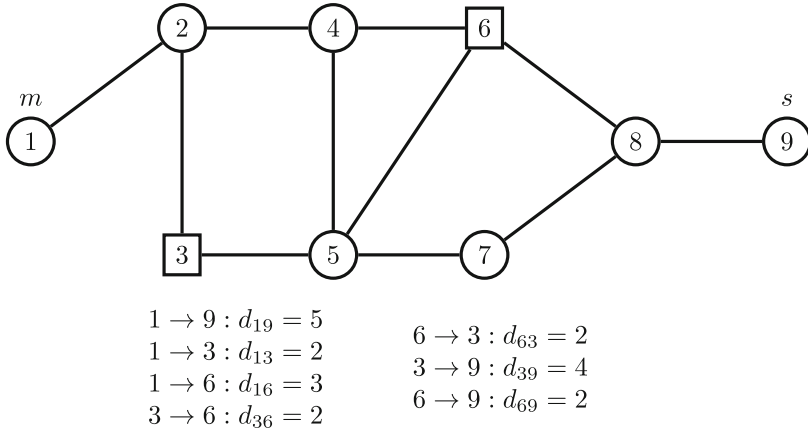 2 4 6
m s
1 8 9
3 5 7
1 → 9 : d₁₉ = 5
1 → 3 : d₁₃ = 2
1 → 6 : d₁₆ = 3
3 → 6 : d₃₆ = 2
6 → 3 : d₆₃ = 2
3 → 9 : d₃₉ = 4
6 → 9 : d₆₉ = 2